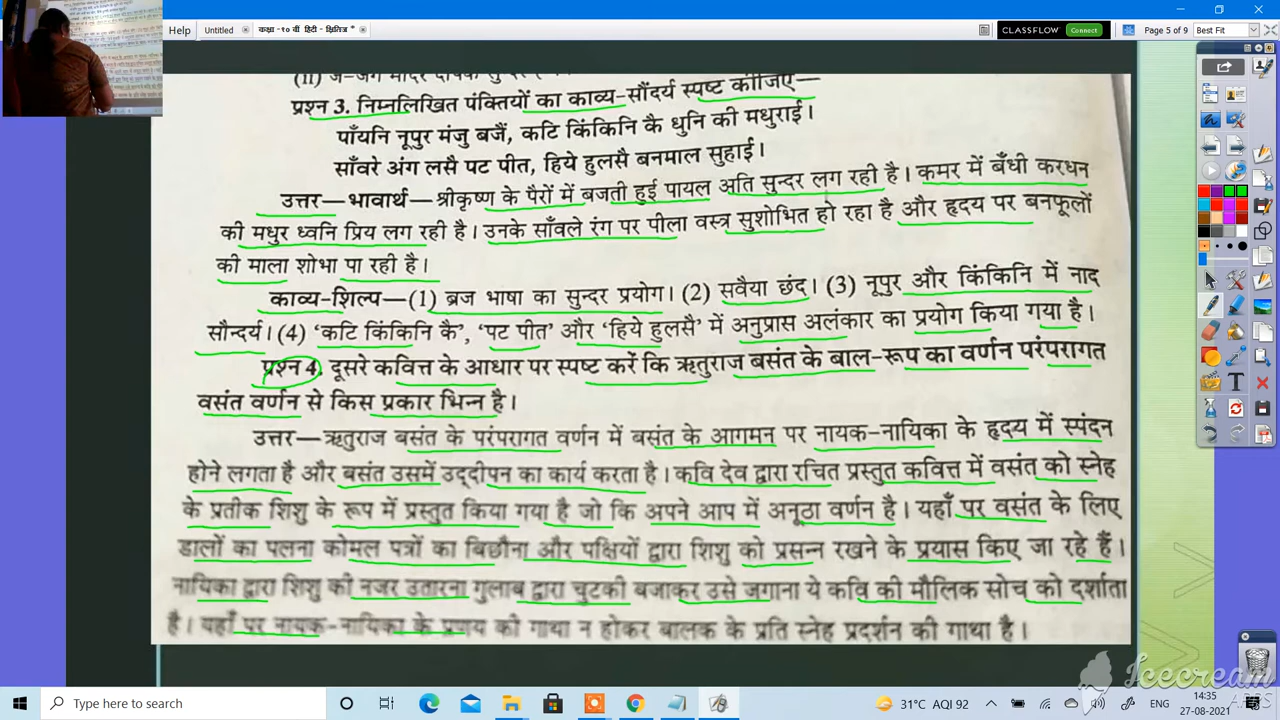 Help
Untitled
कक्षा -१० वीं हिंदी - क्षितिज *
CLASSFLOW
Connect
Page 5 of 9
Best Fit
प्रश्न 3. निम्नलिखित पंक्तियों का काव्य-सौंदर्य स्पष्ट कीजिए—
पाँयनि नूपुर मंजु बजैं, कटि किंकिनि कै धुनि की मधुराई।
साँवरे अंग लसै पट पीत, हिये हुलसै बनमाल सुहाई।
उत्तर—भावार्थ—श्रीकृष्ण के पैरों में बजती हुई पायल अति सुन्दर लग रही है। कमर में बँधी करधन
की मधुर ध्वनि प्रिय लग रही है। उनके साँवले रंग पर पीला वस्त्र सुशोभित हो रहा है और हृदय पर बनफूलों
की माला शोभा पा रही है।
काव्य-शिल्प—(1) ब्रज भाषा का सुन्दर प्रयोग। (2) सवैया छंद। (3) नूपुर और किंकिनि में नाद
सौन्दर्य। (4) 'कटि किंकिनि कै', 'पट पीत' और 'हिये हुलसै' में अनुप्रास अलंकार का प्रयोग किया गया है।
प्रश्न 4. दूसरे कवित्त के आधार पर स्पष्ट करें कि ऋतुराज बसंत के बाल-रूप का वर्णन परंपरागत
वसंत वर्णन से किस प्रकार भिन्न है।
उत्तर—ऋतुराज बसंत के परंपरागत वर्णन में बसंत के आगमन पर नायक-नायिका के हृदय में स्पंदन
होने लगता है और बसंत उसमें उद्दीपन का कार्य करता है। कवि देव द्वारा रचित प्रस्तुत कवित्त में वसंत को स्नेह
के प्रतीक शिशु के रूप में प्रस्तुत किया गया है जो कि अपने आप में अनूठा वर्णन है। यहाँ पर वसंत के लिए
डालों का पलना कोमल पत्रों का बिछौना और पक्षियों द्वारा शिशु को प्रसन्न रखने के प्रयास किए जा रहे हैं।
नायिका द्वारा शिशु की नजर उतारना गुलाब द्वारा चुटकी बजाकर उसे जगाना ये कवि की मौलिक सोच को दर्शाता
है। यहाँ पर नायक-नायिका के प्रणय की गाथा न होकर बालक के प्रति स्नेह प्रदर्शन की गाथा है।
Icecream
APPS
Type here to search
31°C AQI 92
ENG
14:35
27-08-2021